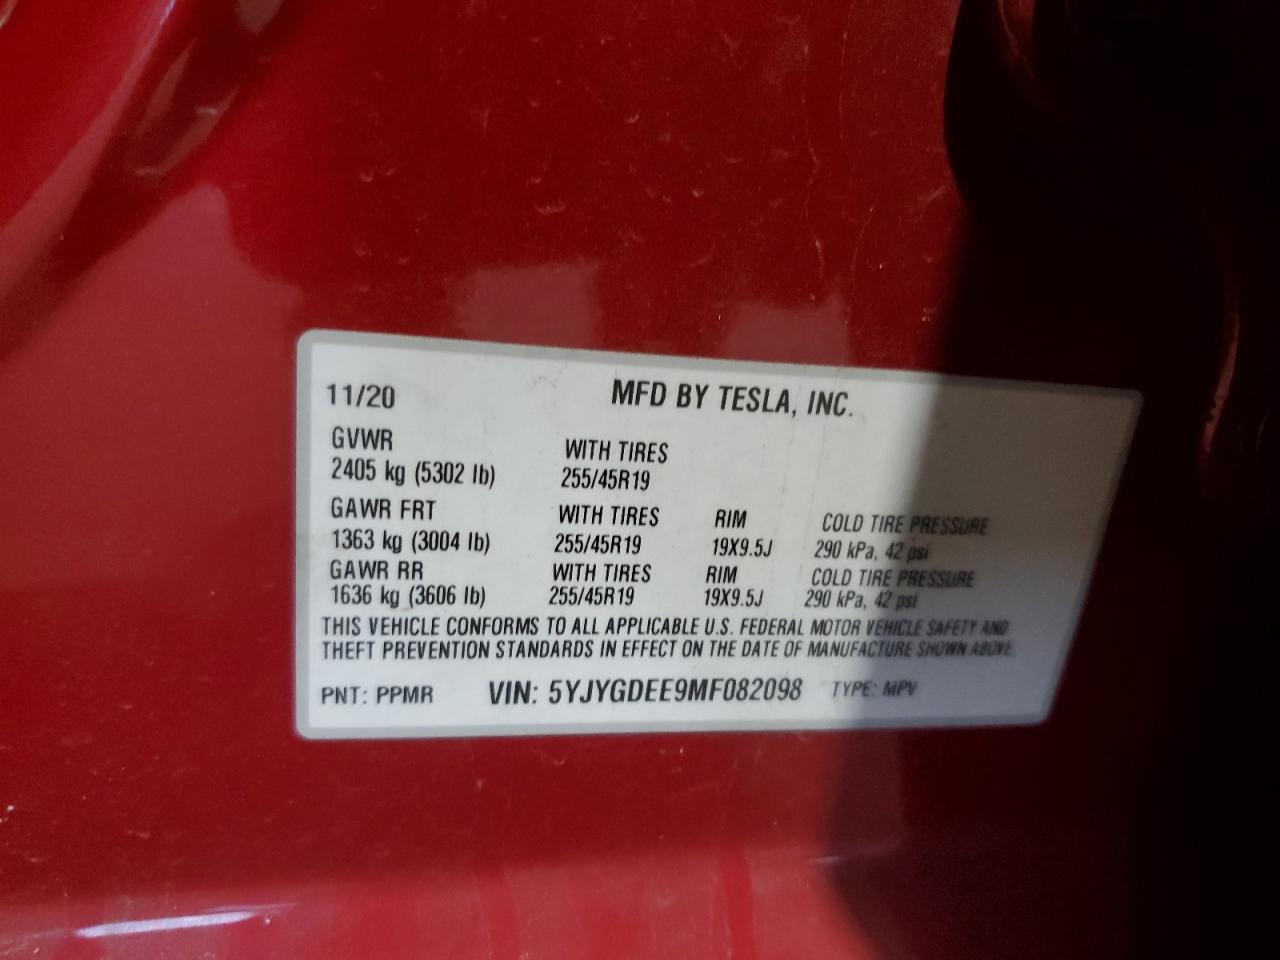 11/20 MFD BY TESLA, INC.
GVWR WITH TIRES
2405 kg (5302 lb) 255/45R19
GAWR FRT WITH TIRES RIM COLD TIRE PRESSURE
1363 kg (3004 lb) 255/45R19 19X9.5J 290 kPa, 42 psi
GAWR RR WITH TIRES RIM COLD TIRE PRESSURE
1636 kg (3606 lb) 255/45R19 19X9.5J 290 kPa, 42 psi
THIS VEHICLE CONFORMS TO ALL APPLICABLE U.S. FEDERAL MOTOR VEHICLE SAFETY AND
THEFT PREVENTION STANDARDS IN EFFECT ON THE DATE OF MANUFACTURE SHOWN ABOVE.
PNT: PPMR VIN: 5YJYGDEE9MF082098 TYPE: MPV